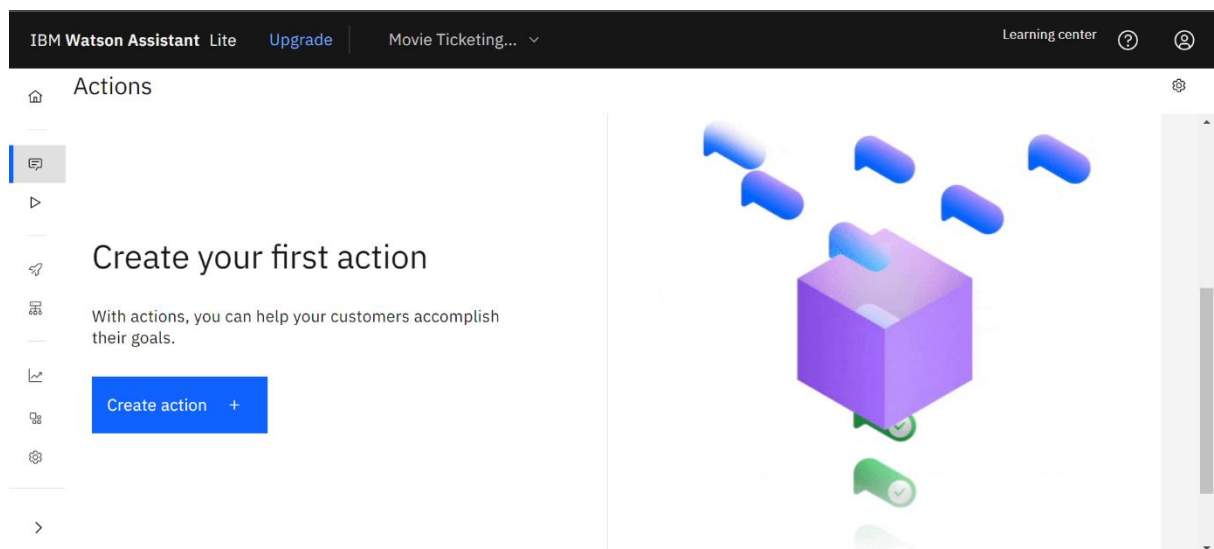 IBM Watson Assistant Lite Upgrade Movie Ticketing... Learning center
Actions
Create your first action
With actions, you can help your customers accomplish
their goals.
Create action +